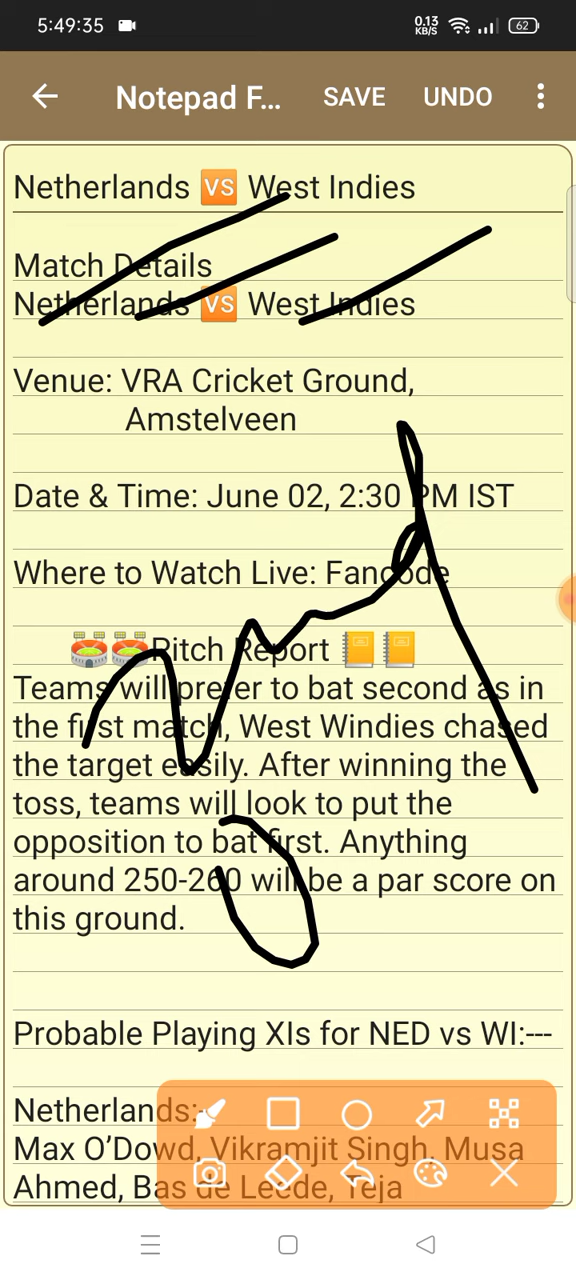 5:49:35
0.13
KB/S
62
Notepad F...
SAVE
UNDO
Netherlands 🆚 West Indies
Match Details
Netherlands 🆚 West Indies
Venue: VRA Cricket Ground,
Amstelveen
Date & Time: June 02, 2:30 PM IST
Where to Watch Live: Fancode
🏟️🏟️Pitch Report 📒📒
Teams will prefer to bat second as in
the first match, West Windies chased
the target easily. After winning the
toss, teams will look to put the
opposition to bat first. Anything
around 250-260 will be a par score on
this ground.
Probable Playing XIs for NED vs WI:---
Netherlands:-
Max O’Dowd, Vikramjit Singh, Musa
Ahmed, Bas de Leede, Teja